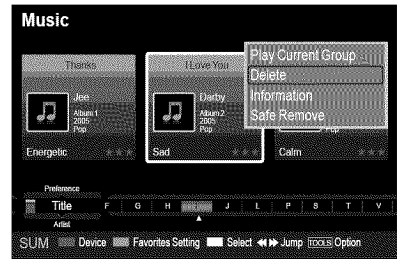 Music
Thanks
I Love You
Play Current Group
Delete
Information
Safe Remove
Jee
Album 1
2005
Pop
Energetic
Darby
Album 2
2005
Pop
Sad
Pop
Calm
Preference
Title
Artist
F G H J L P S T V
SUM Device Favorites Setting Select Jump TOOLS Option